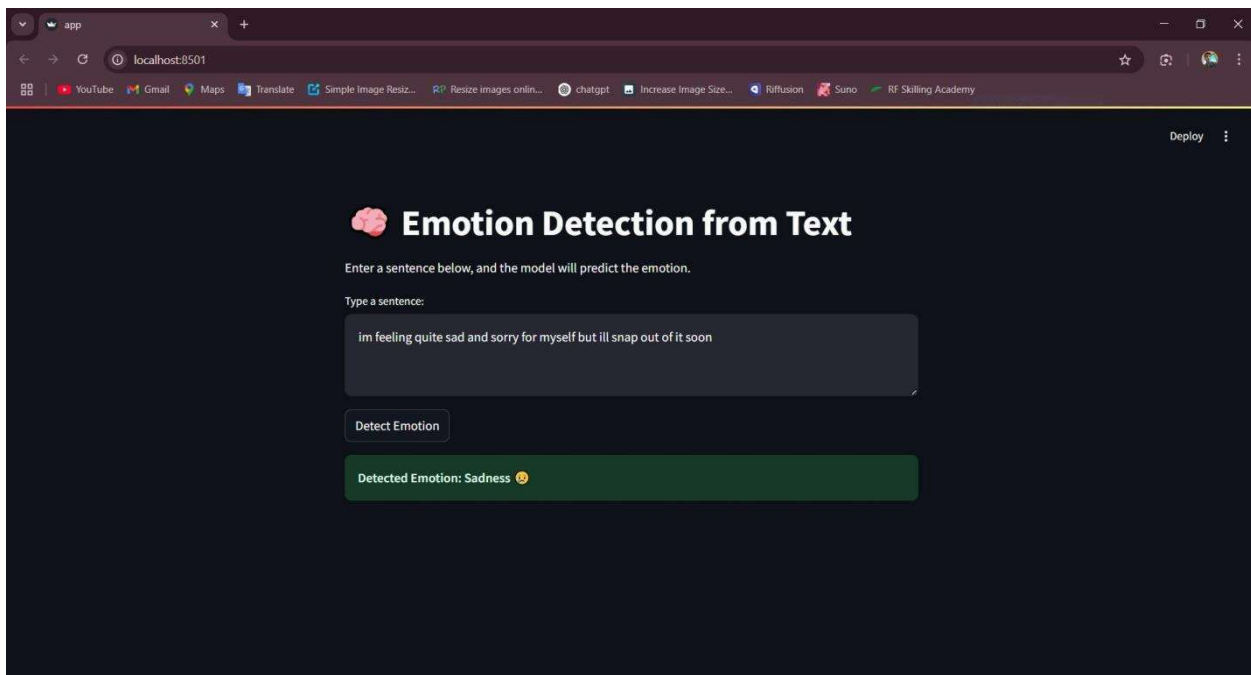 app
localhost:8501
YouTube Gmail Maps Translate Simple Image Resiz... RP Resize images onlin... chatgpt Increase Image Size... Riffusion Suno RF Skilling Academy
Deploy
Emotion Detection from Text
Enter a sentence below, and the model will predict the emotion.
Type a sentence:
im feeling quite sad and sorry for myself but ill snap out of it soon
Detect Emotion
Detected Emotion: Sadness 😢